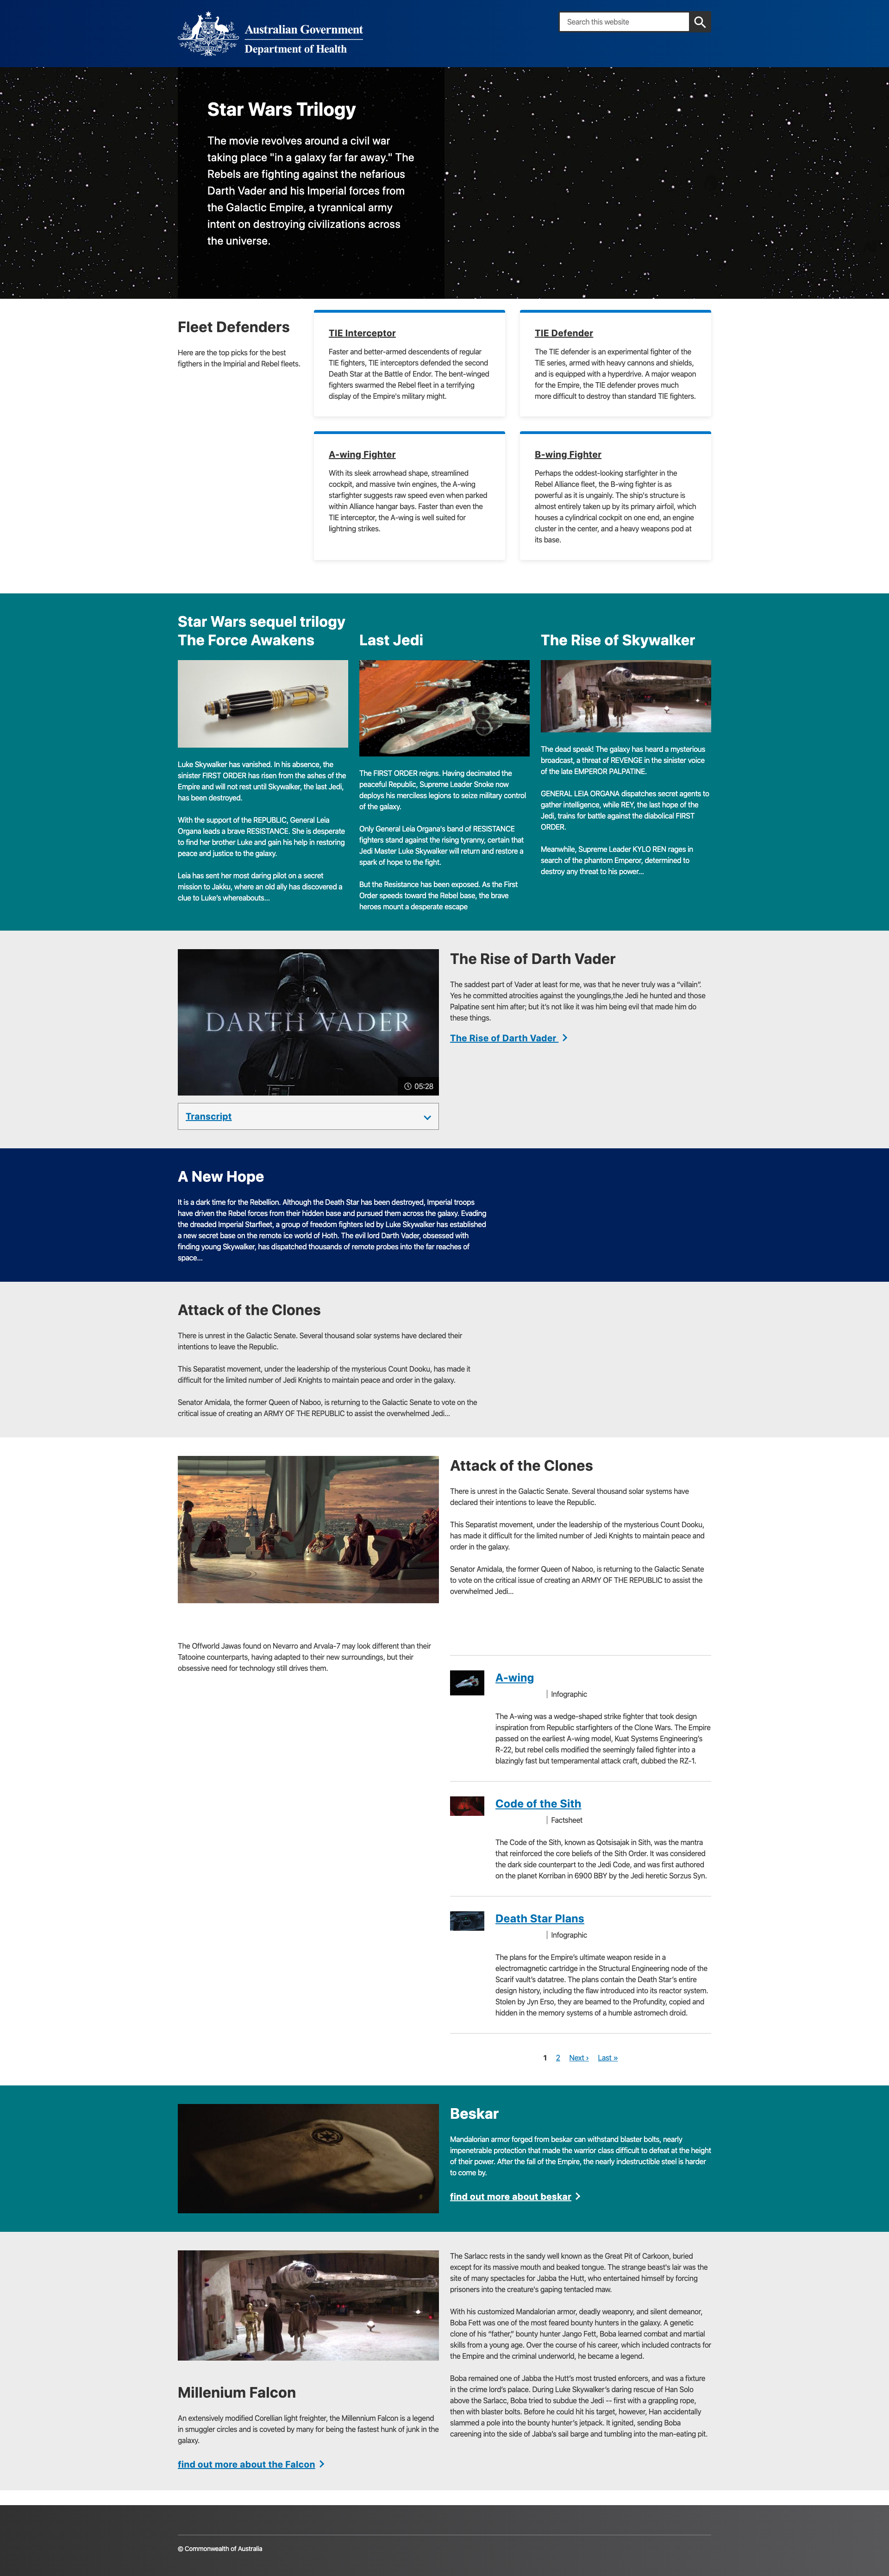 Australian Government
Department of Health
Search this website
Star Wars Trilogy
The movie revolves around a civil war
taking place "in a galaxy far far away." The
Rebels are fighting against the nefarious
Darth Vader and his Imperial forces from
the Galactic Empire, a tyrannical army
intent on destroying civilizations across
the universe.
Fleet Defenders
Here are the top picks for the best
figthers in the Impirial and Rebel fleets.
TIE Interceptor
Faster and better-armed descendents of regular
TIE fighters, TIE interceptors defended the second
Death Star at the Battle of Endor. The bent-winged
fighters swarmed the Rebel fleet in a terrifying
display of the Empire's military might.
TIE Defender
The TIE defender is an experimental fighter of the
TIE series, armed with heavy cannons and shields,
and is equipped with a hyperdrive. A major weapon
for the Empire, the TIE defender proves much
more difficult to destroy than standard TIE fighters.
A-wing Fighter
With its sleek arrowhead shape, streamlined
cockpit, and massive twin engines, the A-wing
starfighter suggests raw speed even when parked
within Alliance hangar bays. Faster than even the
TIE interceptor, the A-wing is well suited for
lightning strikes.
B-wing Fighter
Perhaps the oddest-looking starfighter in the
Rebel Alliance fleet, the B-wing fighter is as
powerful as it is ungainly. The ship's structure is
almost entirely taken up by its primary airfoil, which
houses a cylindrical cockpit on one end, an engine
cluster in the center, and a heavy weapons pod at
its base.
Star Wars sequel trilogy
The Force Awakens
Luke Skywalker has vanished. In his absence, the
sinister FIRST ORDER has risen from the ashes of the
Empire and will not rest until Skywalker, the last Jedi,
has been destroyed.
With the support of the REPUBLIC, General Leia
Organa leads a brave RESISTANCE. She is desperate
to find her brother Luke and gain his help in restoring
peace and justice to the galaxy.
Leia has sent her most daring pilot on a secret
mission to Jakku, where an old ally has discovered a
clue to Luke's whereabouts...
Last Jedi
The FIRST ORDER reigns. Having decimated the
peaceful Republic, Supreme Leader Snoke now
deploys his merciless legions to seize military control
of the galaxy.
Only General Leia Organa's band of RESISTANCE
fighters stand against the rising tyranny, certain that
Jedi Master Luke Skywalker will return and restore a
spark of hope to the fight.
But the Resistance has been exposed. As the First
Order speeds toward the Rebel base, the brave
heroes mount a desperate escape
The Rise of Skywalker
The dead speak! The galaxy has heard a mysterious
broadcast, a threat of REVENGE in the sinister voice
of the late EMPEROR PALPATINE.
GENERAL LEIA ORGANA dispatches secret agents to
gather intelligence, while REY, the last hope of the
Jedi, trains for battle against the diabolical FIRST
ORDER.
Meanwhile, Supreme Leader KYLO REN rages in
search of the phantom Emperor, determined to
destroy any threat to his power...
DARTH VADER
05:28
Transcript
The Rise of Darth Vader
The saddest part of Vader at least for me, was that he never truly was a "villain".
Yes he committed atrocities against the younglings,the Jedi he hunted and those
Palpatine sent him after; but it's not like it was him being evil that made him do
these things.
The Rise of Darth Vader
A New Hope
It is a dark time for the Rebellion. Although the Death Star has been destroyed, Imperial troops
have driven the Rebel forces from their hidden base and pursued them across the galaxy. Evading
the dreaded Imperial Starfleet, a group of freedom fighters led by Luke Skywalker has established
a new secret base on the remote ice world of Hoth. The evil lord Darth Vader, obsessed with
finding young Skywalker, has dispatched thousands of remote probes into the far reaches of
space...
Attack of the Clones
There is unrest in the Galactic Senate. Several thousand solar systems have declared their
intentions to leave the Republic.
This Separatist movement, under the leadership of the mysterious Count Dooku, has made it
difficult for the limited number of Jedi Knights to maintain peace and order in the galaxy.
Senator Amidala, the former Queen of Naboo, is returning to the Galactic Senate to vote on the
critical issue of creating an ARMY OF THE REPUBLIC to assist the overwhelmed Jedi...
Attack of the Clones
There is unrest in the Galactic Senate. Several thousand solar systems have
declared their intentions to leave the Republic.
This Separatist movement, under the leadership of the mysterious Count Dooku,
has made it difficult for the limited number of Jedi Knights to maintain peace and
order in the galaxy.
Senator Amidala, the former Queen of Naboo, is returning to the Galactic Senate
to vote on the critical issue of creating an ARMY OF THE REPUBLIC to assist the
overwhelmed Jedi...
The Offworld Jawas found on Nevarro and Arvala-7 may look different than their
Tatooine counterparts, having adapted to their new surroundings, but their
obsessive need for technology still drives them.
A-wing
Infographic
The A-wing was a wedge-shaped strike fighter that took design
inspiration from Republic starfighters of the Clone Wars. The Empire
passed on the earliest A-wing model, Kuat Systems Engineering's
R-22, but rebel cells modified the seemingly failed fighter into a
blazingly fast but temperamental attack craft, dubbed the RZ-1.
Code of the Sith
Factsheet
The Code of the Sith, known as Qotsisajak in Sith, was the mantra
that reinforced the core beliefs of the Sith Order. It was considered
the dark side counterpart to the Jedi Code, and was first authored
on the planet Korriban in 6900 BBY by the Jedi heretic Sorzus Syn.
Death Star Plans
Infographic
The plans for the Empire's ultimate weapon reside in a
electromagnetic cartridge in the Structural Engineering node of the
Scarif vault's datatree. The plans contain the Death Star's entire
design history, including the flaw introduced into its reactor system.
Stolen by Jyn Erso, they are beamed to the Profundity, copied and
hidden in the memory systems of a humble astromech droid.
1 2 Next › Last »
Beskar
Mandalorian armor forged from beskar can withstand blaster bolts, nearly
impenetrable protection that made the warrior class difficult to defeat at the height
of their power. After the fall of the Empire, the nearly indestructible steel is harder
to come by.
find out more about beskar
Millenium Falcon
An extensively modified Corellian light freighter, the Millennium Falcon is a legend
in smuggler circles and is coveted by many for being the fastest hunk of junk in the
galaxy.
find out more about the Falcon
The Sarlacc rests in the sandy well known as the Great Pit of Carkoon, buried
except for its massive mouth and beaked tongue. The strange beast's lair was the
site of many spectacles for Jabba the Hutt, who entertained himself by forcing
prisoners into the creature's gaping tentacled maw.
With his customized Mandalorian armor, deadly weaponry, and silent demeanor,
Boba Fett was one of the most feared bounty hunters in the galaxy. A genetic
clone of his "father," bounty hunter Jango Fett, Boba learned combat and martial
skills from a young age. Over the course of his career, which included contracts for
the Empire and the criminal underworld, he became a legend.
Boba remained one of Jabba the Hutt's most trusted enforcers, and was a fixture
in the crime lord's palace. During Luke Skywalker's daring rescue of Han Solo
above the Sarlacc, Boba tried to subdue the Jedi -- first with a grappling rope,
then with blaster bolts. Before he could hit his target, however, Han accidentally
slammed a pole into the bounty hunter's jetpack. It ignited, sending Boba
careening into the side of Jabba's sail barge and tumbling into the man-eating pit.
© Commonwealth of Australia